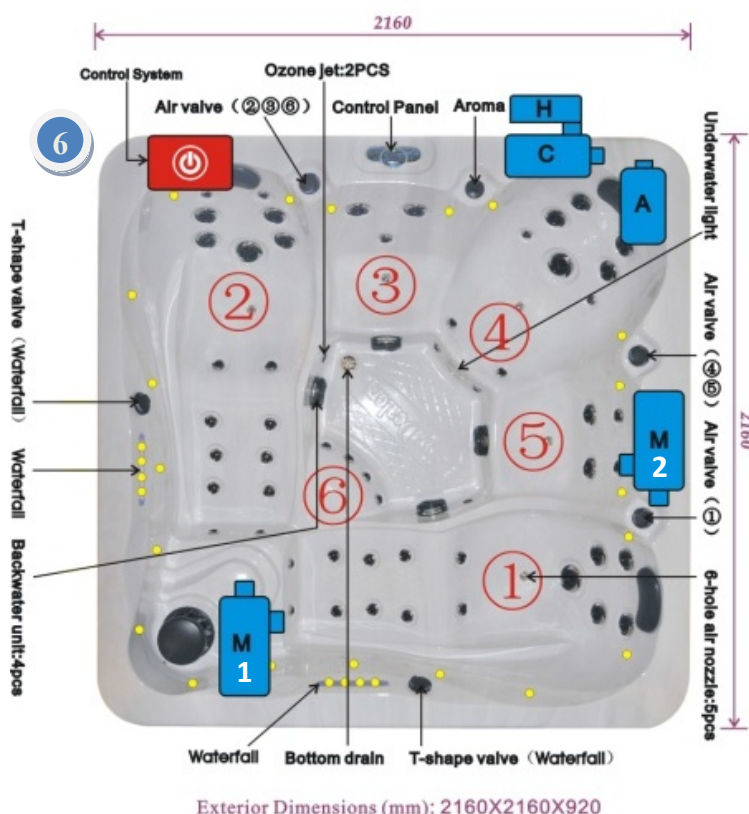 2160
Control System
Ozone jet:2PCS
Air valve（②③⑥）
Control Panel
Aroma
H
C
A
6
Underwater light
T-shape valve (Waterfall)
②
③
④
Air valve（④⑤）
2160
⑤
M
2
Waterfall
⑥
Air valve（①）
Backwater unit:4pcs
①
6-hole air nozzle:5pcs
M
1
Waterfall
Bottom drain
T-shape valve（Waterfall）
Exterior Dimensions (mm): 2160X2160X920